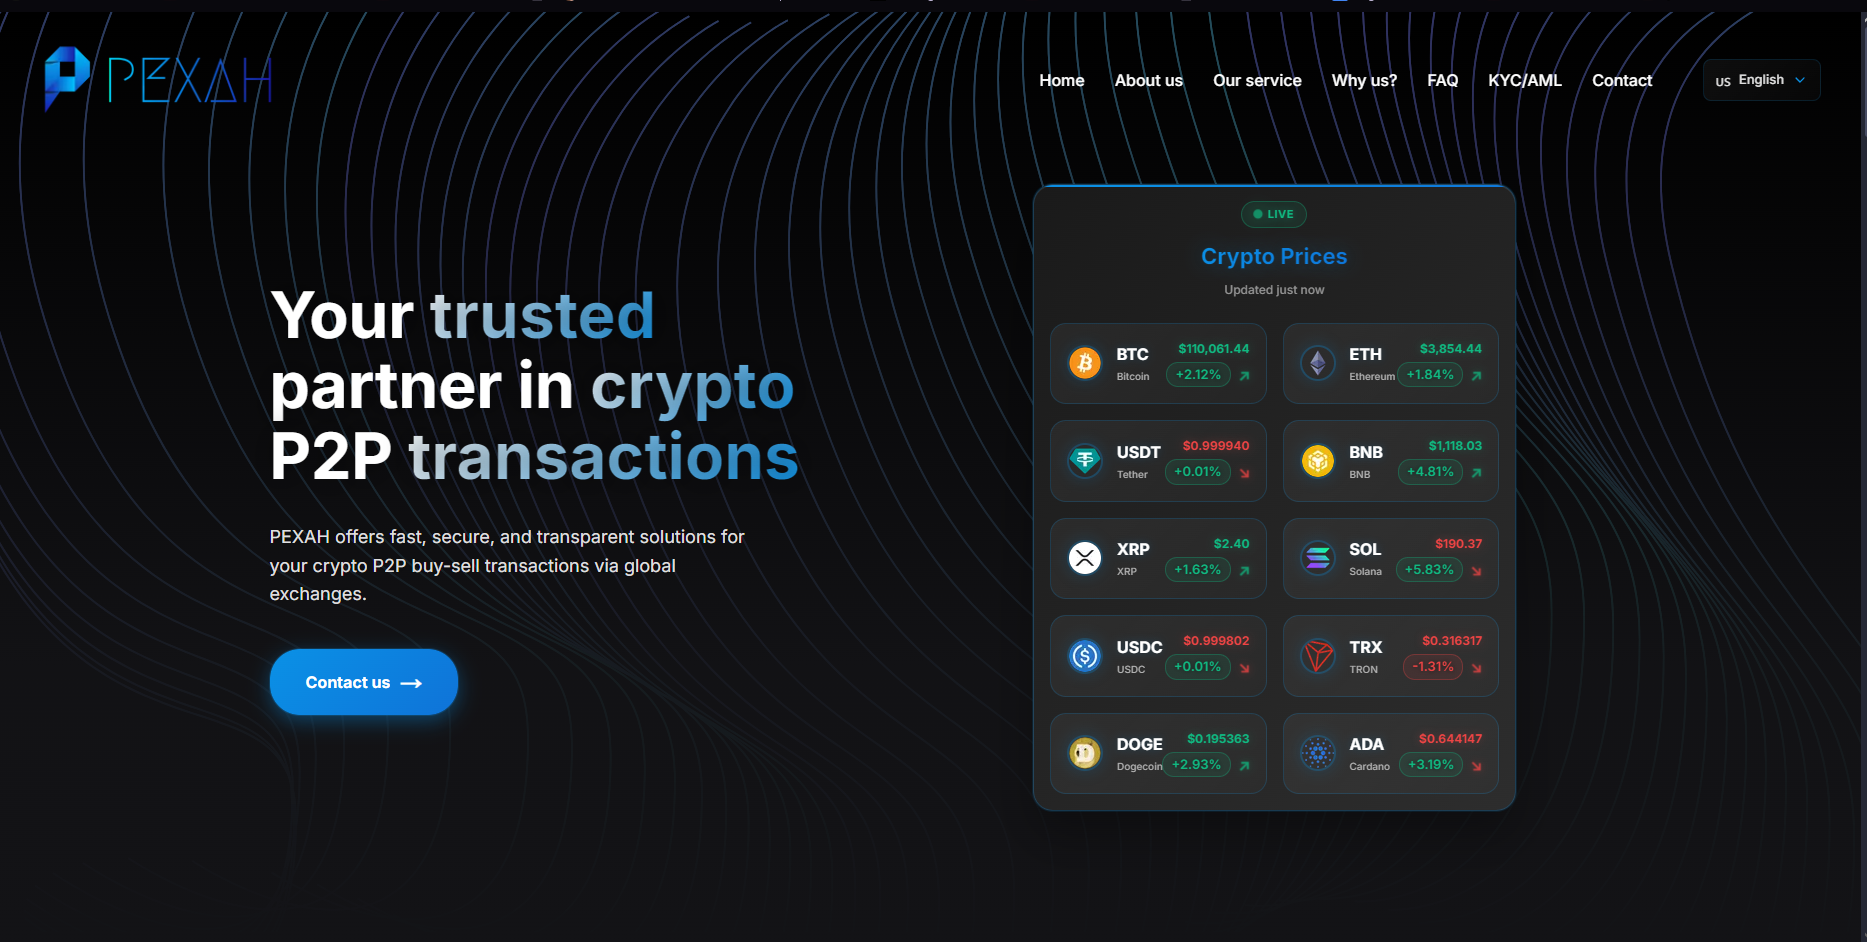 PEXAH
Home About us Our service Why us? FAQ KYC/AML Contact
US English
Your trusted
partner in crypto
P2P transactions
PEXAH offers fast, secure, and transparent solutions for
your crypto P2P buy-sell transactions via global
exchanges.
Contact us →
LIVE
Crypto Prices
Updated just now
BTC $110,061.44
Bitcoin +2.12%
ETH $3,854.44
Ethereum +1.84%
USDT $0.999940
Tether +0.01%
BNB $1,118.03
BNB +4.81%
XRP $2.40
XRP +1.63%
SOL $190.37
Solana +5.83%
USDC $0.999802
USDC +0.01%
TRX $0.316317
TRON -1.31%
DOGE $0.195363
Dogecoin +2.93%
ADA $0.644147
Cardano +3.19%